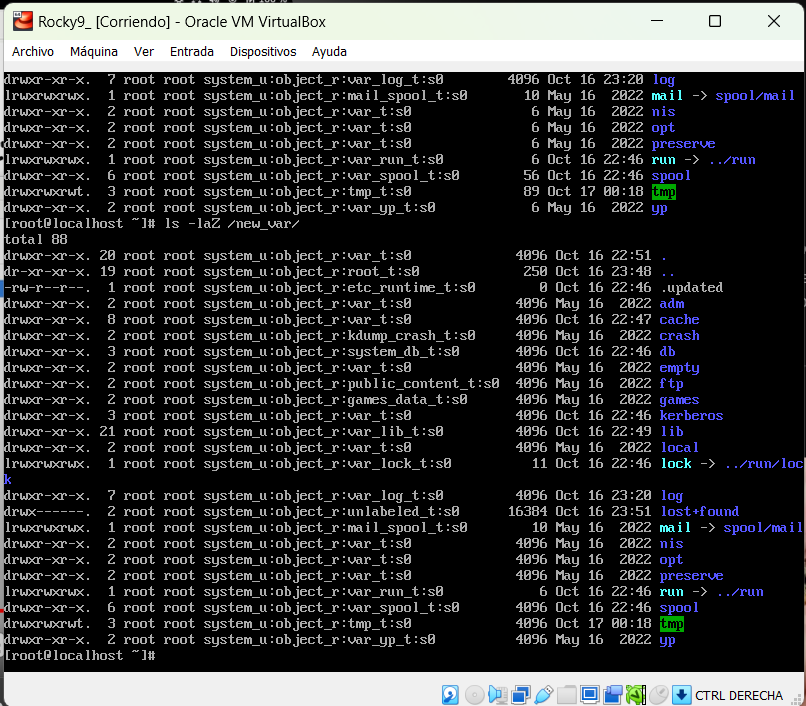 Rocky9_ [Corriendo] - Oracle VM VirtualBox
Archivo Máquina Ver Entrada Dispositivos Ayuda
drwxr-xr-x.  7 root root system_u:object_r:var_log_t:s0        4096 Oct 16 23:20 log
lrwxrwxrwx.  1 root root system_u:object_r:mail_spool_t:s0       10 May 16  2022 mail -> spool/mail
drwxr-xr-x.  2 root root system_u:object_r:var_t:s0               6 May 16  2022 nis
drwxr-xr-x.  2 root root system_u:object_r:var_t:s0               6 May 16  2022 opt
drwxr-xr-x.  2 root root system_u:object_r:var_t:s0               6 May 16  2022 preserve
lrwxrwxrwx.  1 root root system_u:object_r:var_run_t:s0           6 Oct 16 22:46 run -> ../run
drwxr-xr-x.  6 root root system_u:object_r:var_spool_t:s0        56 Oct 16 22:46 spool
drwxrwxrwt.  3 root root system_u:object_r:tmp_t:s0              89 Oct 17 00:18 tmp
drwxr-xr-x.  2 root root system_u:object_r:var_yp_t:s0            6 May 16  2022 yp
[root@localhost ~]# ls -laZ /new_var/
total 88
drwxr-xr-x. 20 root root system_u:object_r:var_t:s0             4096 Oct 16 22:51 .
dr-xr-xr-x. 19 root root system_u:object_r:root_t:s0             250 Oct 16 23:48 ..
-rw-r--r--.  1 root root system_u:object_r:etc_runtime_t:s0        0 Oct 16 22:46 .updated
drwxr-xr-x.  2 root root system_u:object_r:var_t:s0             4096 May 16  2022 adm
drwxr-xr-x.  8 root root system_u:object_r:var_t:s0             4096 Oct 16 22:47 cache
drwxr-xr-x.  2 root root system_u:object_r:kdump_crash_t:s0     4096 May 16  2022 crash
drwxr-xr-x.  3 root root system_u:object_r:system_db_t:s0       4096 Oct 16 22:46 db
drwxr-xr-x.  2 root root system_u:object_r:var_t:s0             4096 May 16  2022 empty
drwxr-xr-x.  2 root root system_u:object_r:public_content_t:s0  4096 May 16  2022 ftp
drwxr-xr-x.  2 root root system_u:object_r:games_data_t:s0      4096 May 16  2022 games
drwxr-xr-x.  3 root root system_u:object_r:var_t:s0             4096 Oct 16 22:46 kerberos
drwxr-xr-x. 21 root root system_u:object_r:var_lib_t:s0         4096 Oct 16 22:49 lib
drwxr-xr-x.  2 root root system_u:object_r:var_t:s0             4096 May 16  2022 local
lrwxrwxrwx.  1 root root system_u:object_r:var_lock_t:s0          11 Oct 16 22:46 lock -> ../run/loc
k
drwxr-xr-x.  7 root root system_u:object_r:var_log_t:s0         4096 Oct 16 23:20 log
drwx------.  2 root root system_u:object_r:unlabeled_t:s0      16384 Oct 16 23:51 lost+found
lrwxrwxrwx.  1 root root system_u:object_r:mail_spool_t:s0        10 May 16  2022 mail -> spool/mail
drwxr-xr-x.  2 root root system_u:object_r:var_t:s0             4096 May 16  2022 nis
drwxr-xr-x.  2 root root system_u:object_r:var_t:s0             4096 May 16  2022 opt
drwxr-xr-x.  2 root root system_u:object_r:var_t:s0             4096 May 16  2022 preserve
lrwxrwxrwx.  1 root root system_u:object_r:var_run_t:s0            6 Oct 16 22:46 run -> ../run
drwxr-xr-x.  6 root root system_u:object_r:var_spool_t:s0       4096 Oct 16 22:46 spool
drwxrwxrwt.  3 root root system_u:object_r:tmp_t:s0             4096 Oct 17 00:18 tmp
drwxr-xr-x.  2 root root system_u:object_r:var_yp_t:s0          4096 May 16  2022 yp
[root@localhost ~]#
CTRL DERECHA